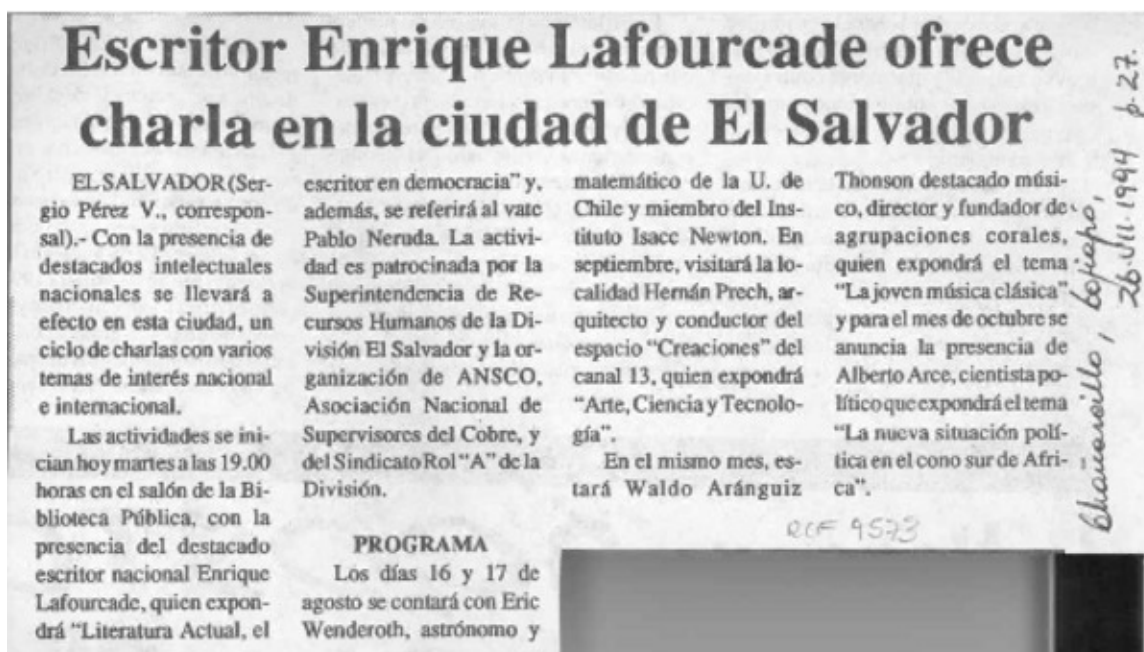 Escritor Enrique Lafourcade ofrece
charla en la ciudad de El Salvador
EL SALVADOR (Ser-
gio Pérez V., correspon-
sal).- Con la presencia de
destacados intelectuales
nacionales se llevará a
efecto en esta ciudad, un
ciclo de charlas con varios
temas de interés nacional
e internacional.
Las actividades se ini-
cian hoy martes a las 19.00
horas en el salón de la Bi-
blioteca Pública, con la
presencia del destacado
escritor nacional Enrique
Lafourcade, quien expon-
drá "Literatura Actual, el
escritor en democracia" y,
además, se referirá al vate
Pablo Neruda. La activi-
dad es patrocinada por la
Superintendencia de Re-
cursos Humanos de la Di-
visión El Salvador y la or-
ganización de ANSCO,
Asociación Nacional de
Supervisores del Cobre, y
del Sindicato Rol "A" de la
División.
PROGRAMA
Los días 16 y 17 de
agosto se contará con Eric
Wenderoth, astrónomo y
matemático de la U. de
Chile y miembro del Ins-
tituto Isacc Newton. En
septiembre, visitará la lo-
calidad Hernán Prech, ar-
quitecto y conductor del
espacio "Creaciones" del
canal 13, quien expondrá
"Arte, Ciencia y Tecnolo-
gía".
En el mismo mes, es-
tará Waldo Aránguiz
Thonson destacado músi-
co, director y fundador de
agrupaciones corales,
quien expondrá el tema
"La joven música clásica"
y para el mes de octubre se
anuncia la presencia de
Alberto Arce, cientista po-
lítico que expondrá el tema
"La nueva situación polí-
tica en el cono sur de Afri-
ca".
RCF 9573
Chañarcillo, Copiapó,
26-VII-1994 p. 27.